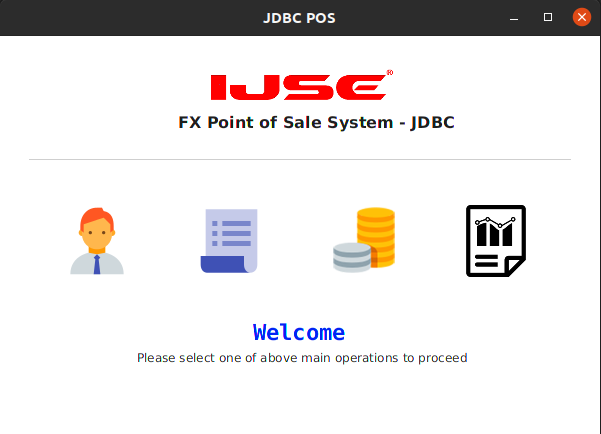 JDBC POS
IJSE®
FX Point of Sale System - JDBC
Welcome
Please select one of above main operations to proceed